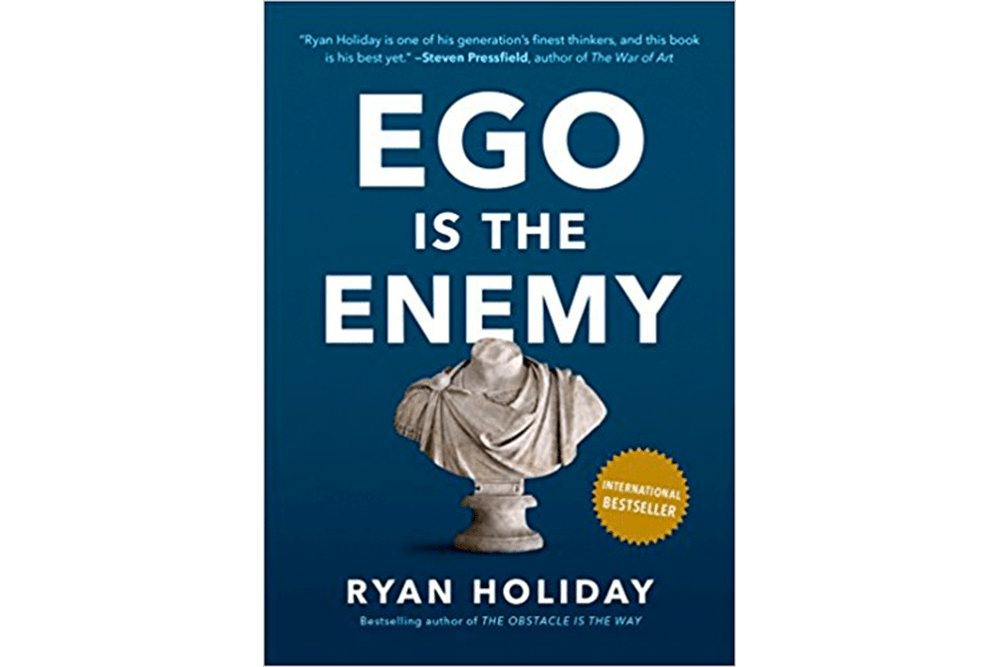 "Ryan Holiday is one of his generation's finest thinkers, and this book
is his best yet." –Steven Pressfield, author of The War of Art
EGO
IS THE
ENEMY
INTERNATIONAL
BESTSELLER
RYAN HOLIDAY
Bestselling author of THE OBSTACLE IS THE WAY